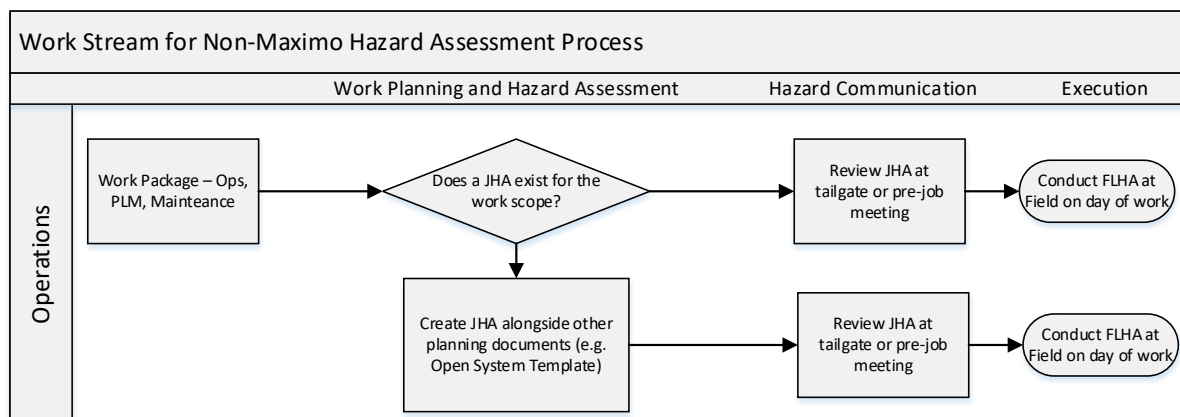 Work Stream for Non-Maximo Hazard Assessment Process
Work Planning and Hazard Assessment
Hazard Communication
Execution
Operations
Work Package – Ops,
PLM, Mainteance
Does a JHA exist for the
work scope?
Review JHA at
tailgate or pre-job
meeting
Conduct FLHA at
Field on day of work
Create JHA alongside other
planning documents (e.g.
Open System Template)
Review JHA at
tailgate or pre-job
meeting
Conduct FLHA at
Field on day of work